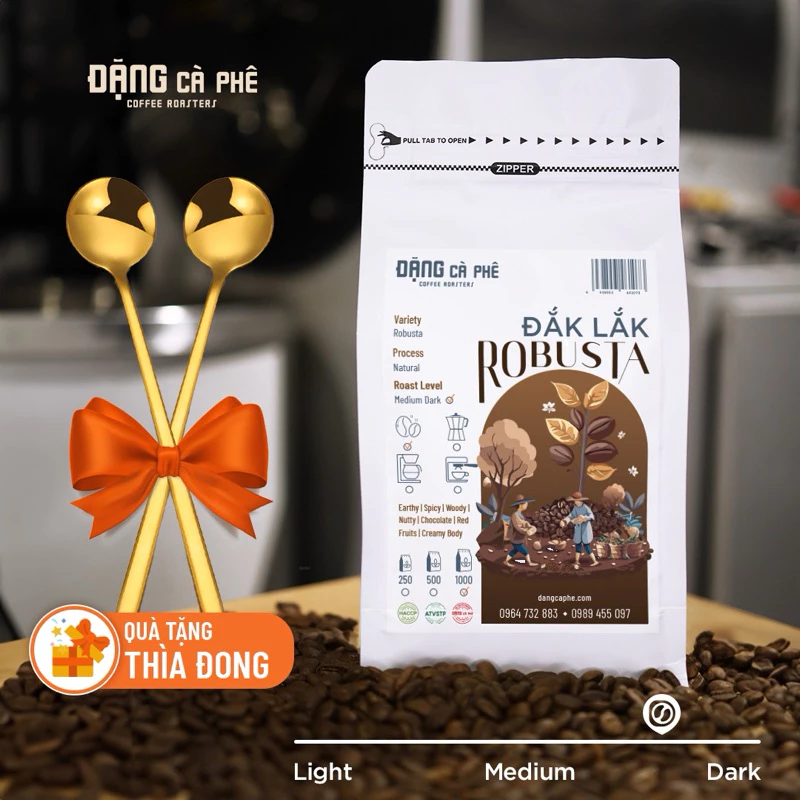 ĐẶNG CÀ PHÊ
COFFEE ROASTERS
PULL TAB TO OPEN
ZIPPER
ĐẶNG CÀ PHÊ
COFFEE ROASTERS
Variety
Robusta
Process
Natural
Roast Level
Medium Dark
ĐẮK LẮK
ROBUSTA
Earthy | Spicy | Woody |
Nutty | Chocolate | Red
Fruits | Creamy Body
250 500 1000
HACCP ATVSTP
dangcaphe.com
0964 732 883 • 0989 455 097
QUÀ TẶNG
THÌA ĐONG
Light Medium Dark